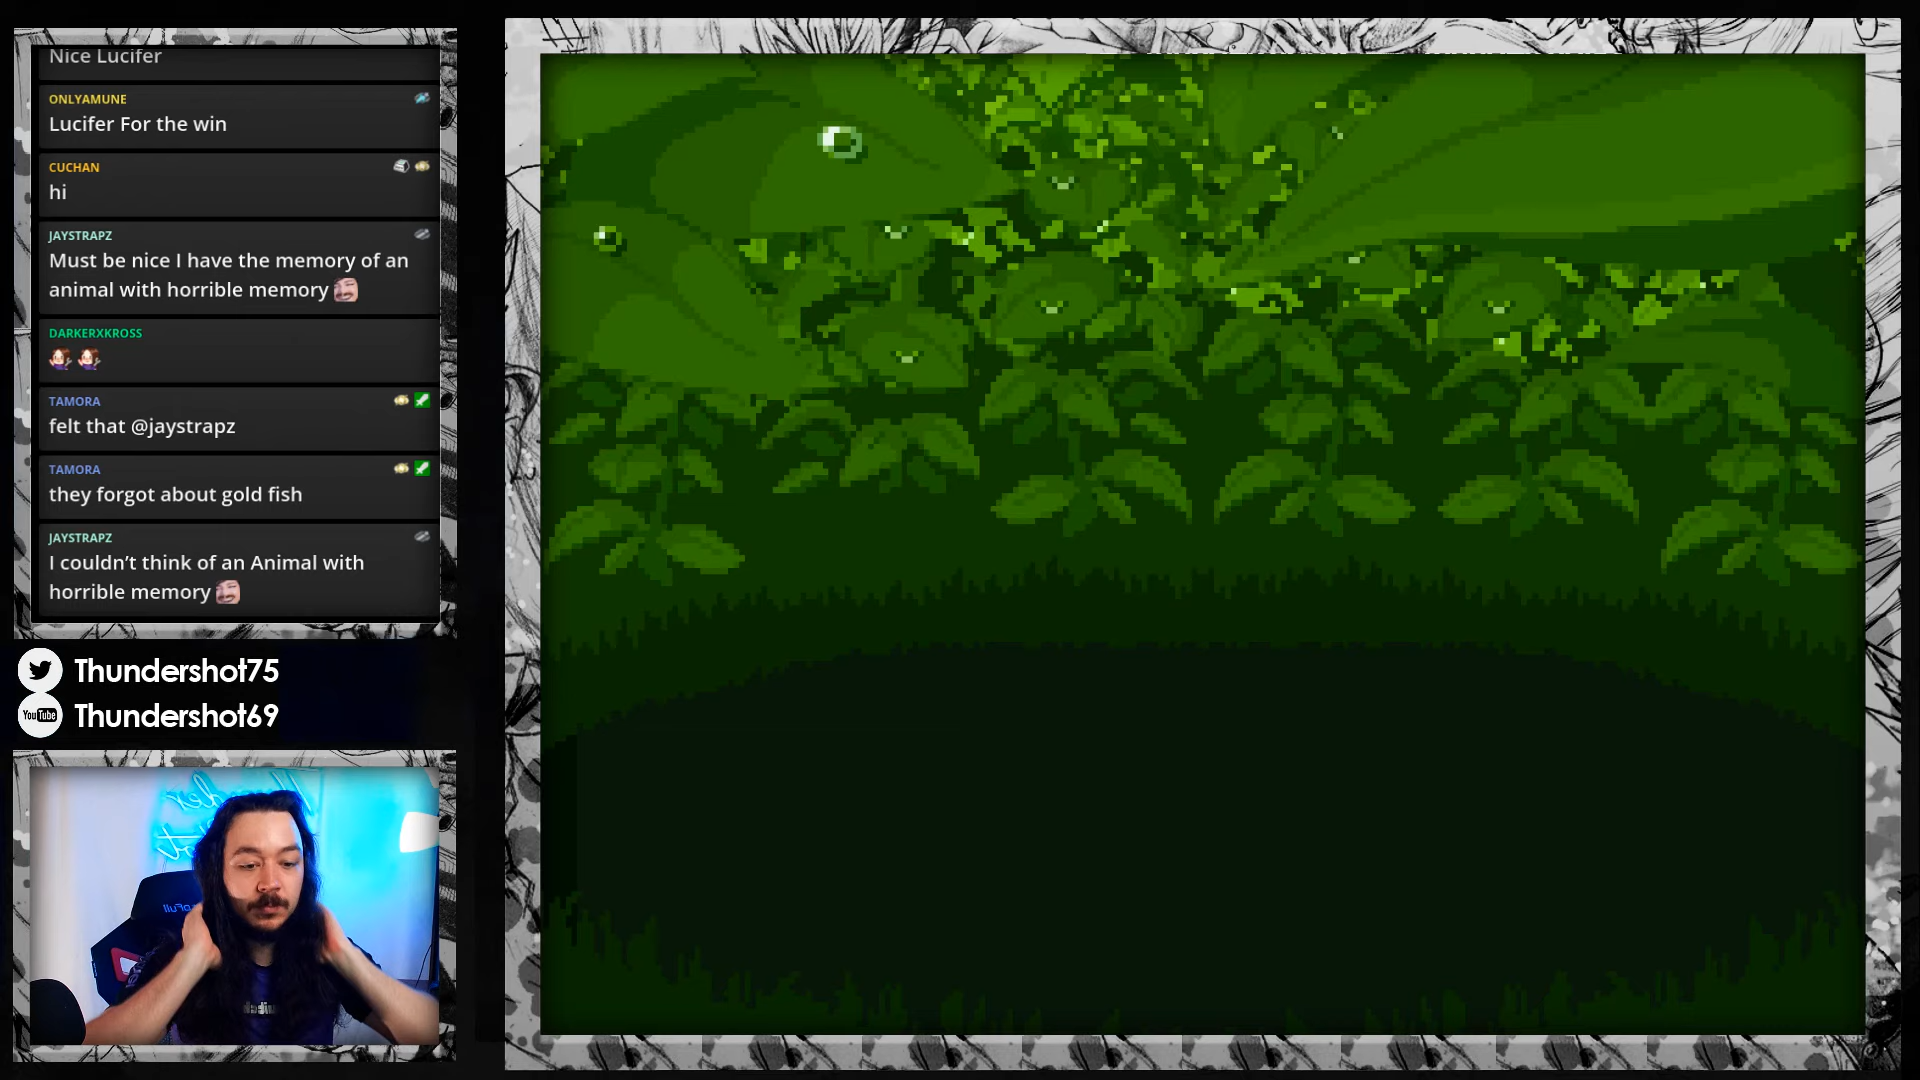 Nice Lucifer
ONLYAMUNE
Lucifer For the win
CUCHAN
hi
JAYSTRAPZ
Must be nice I have the memory of an
animal with horrible memory
DARKERXKROSS
TAMORA
felt that @jaystrapz
TAMORA
they forgot about gold fish
JAYSTRAPZ
I couldn't think of an Animal with
horrible memory
Thundershot75
You Tube
Thundershot69